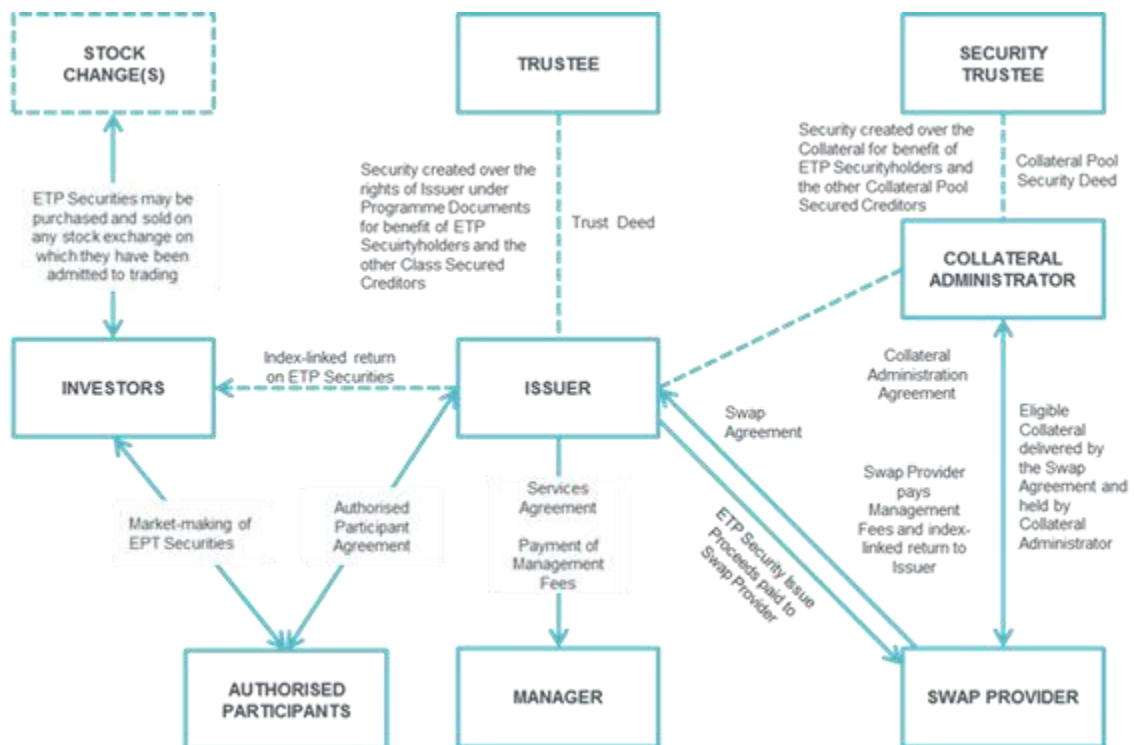 STOCK
CHANGE(S)
TRUSTEE
SECURITY
TRUSTEE
ETP Securities may be
purchased and sold on
any stock exchange on
which they have been
admitted to trading
Security created over the
rights of Issuer under
Programme Documents
for benefit of ETP
Secuirtyholders and the
other Class Secured
Creditors
Trust Deed
Security created over the
Collateral for benefit of
ETP Securityholders and
the other Collateral Pool
Secured Creditors
Collateral Pool
Security Deed
COLLATERAL
ADMINISTRATOR
INVESTORS
Index-linked return
on ETP Securities
ISSUER
Swap
Agreement
Collateral
Administration
Agreement
Eligible
Collateral
delivered by
the Swap
Agreement and
held by
Collateral
Administrator
Market-making of
EPT Securities
Authorised
Participant
Agreement
Services
Agreement
Payment of
Management
Fees
ETP Security Issue
Proceeds paid to
Swap Provider
Swap Provider
pays
Management
Fees and index-
linked return to
Issuer
AUTHORISED
PARTICIPANTS
MANAGER
SWAP PROVIDER